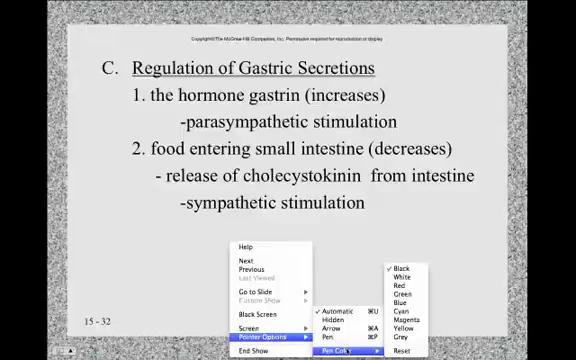 Copyright©The McGraw-Hill Companies, Inc. Permission required for reproduction or display
C. Regulation of Gastric Secretions
1. the hormone gastrin (increases)
-parasympathetic stimulation
2. food entering small intestine (decreases)
- release of cholecystokinin from intestine
-sympathetic stimulation
15 - 32
Help
Next
Previous
Last Viewed
Go to Slide
Custom Show
Black Screen
Screen
Pointer Options
End Show
✓ Automatic ⌘U
Hidden
Arrow ⌘A
Pen ⌘P
Pen Color
✓ Black
White
Red
Green
Blue
Cyan
Magenta
Yellow
Grey
Reset